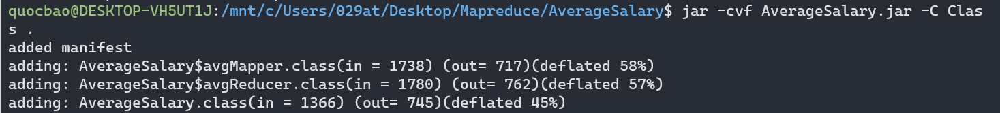 quocbao@DESKTOP-VH5UT1J:/mnt/c/Users/029at/Desktop/Mapreduce/AverageSalary$ jar -cvf AverageSalary.jar -C Clas
s .
added manifest
adding: AverageSalary$avgMapper.class(in = 1738) (out= 717)(deflated 58%)
adding: AverageSalary$avgReducer.class(in = 1780) (out= 762)(deflated 57%)
adding: AverageSalary.class(in = 1366) (out= 745)(deflated 45%)